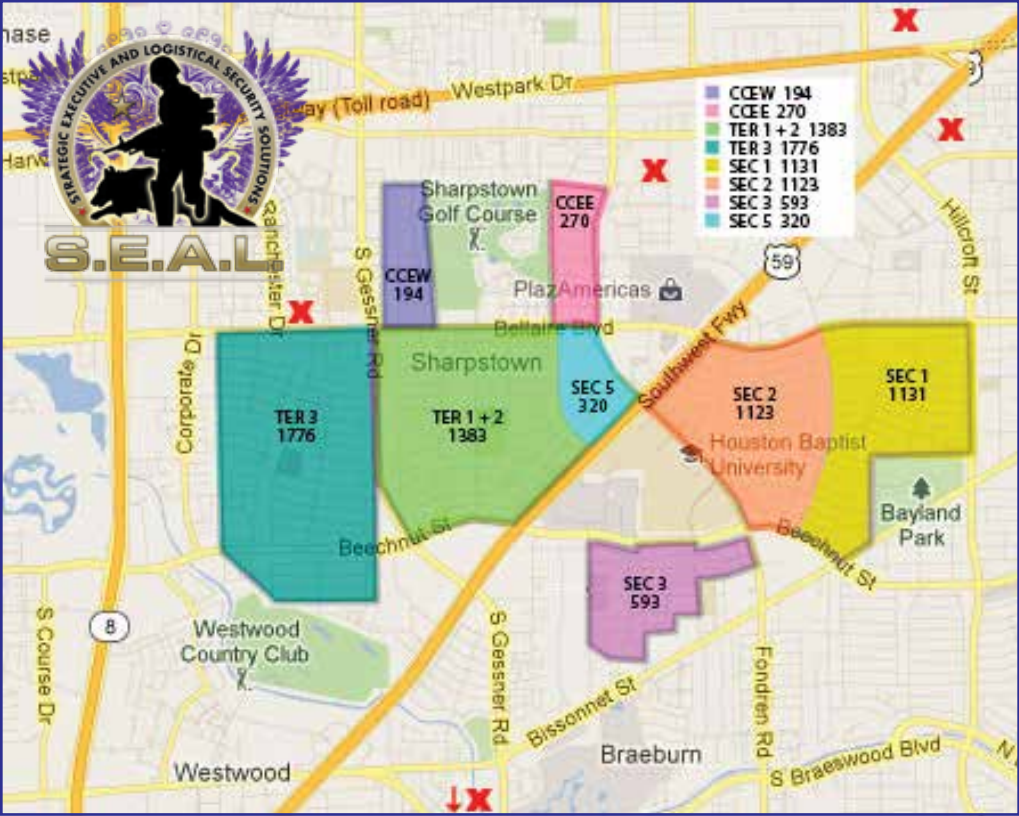 hase
Westpark Dr
way (Toll road)
Harw
STRATEGIC EXECUTIVE AND LOGISTICAL SECURITY SOLUTIONS
S.E.A.L.
X
X
X
X
CCEW 194
CCEE 270
TER 1 + 2 1383
TER 3 1776
SEC 1 1131
SEC 2 1123
SEC 3 593
SEC 5 320
Sharpstown
Golf Course
CCEE
270
CCEW
194
Ranchester Dr
S Gessner Rd
Hillcroft St
59
PlazAmericas
Bellaire Blvd
Southwest Fwy
Sharpstown
Corporate Dr
TER 3
1776
TER 1 + 2
1383
SEC 5
320
SEC 2
1123
SEC 1
1131
Houston Baptist
University
Bayland
Park
Beechnut St
Beechnut St
SEC 3
593
8
S Course Dr
Westwood
Country Club
S Gessner Rd
Bissonnet St
Fondren Rd
Braeburn
S Braeswood Blvd
N
Westwood
X